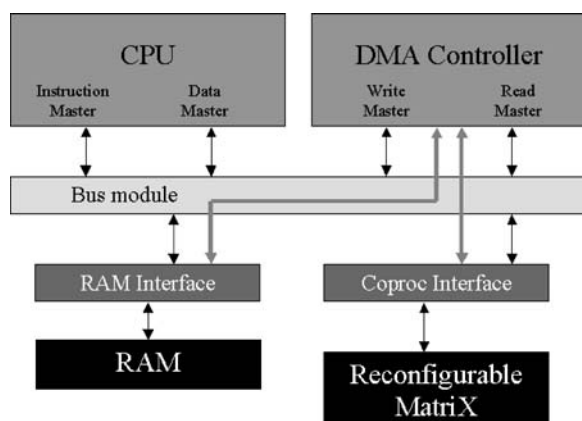 CPU
DMA Controller
Instruction Master
Data Master
Write Master
Read Master
Bus module
RAM Interface
Coproc Interface
RAM
Reconfigurable
MatriX